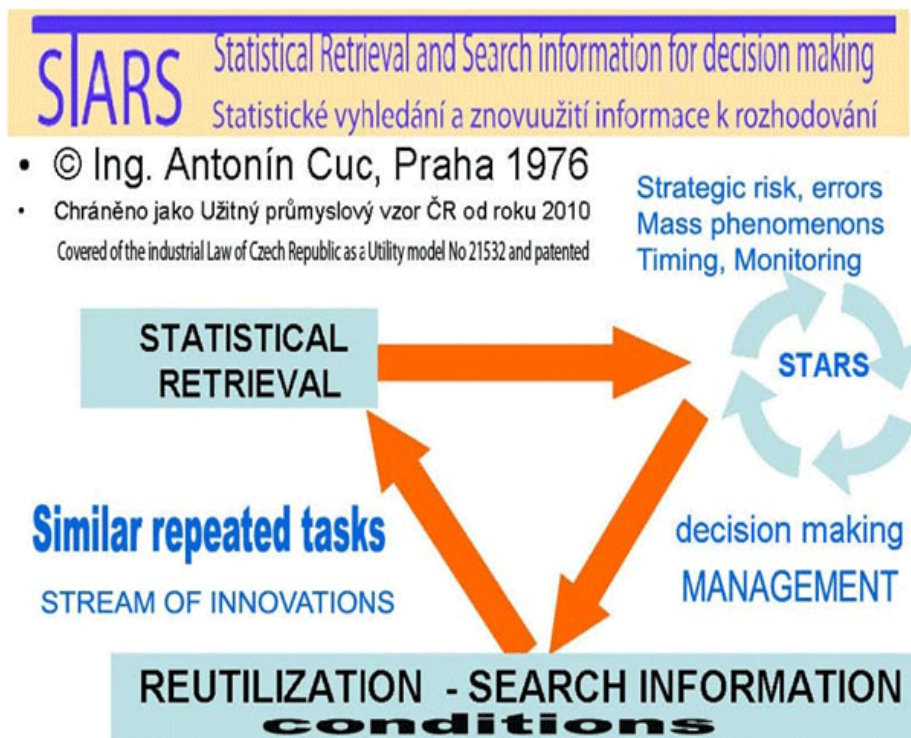 STARS
Statistical Retrieval and Search information for decision making
Statistické vyhledání a znovuužití informace k rozhodování
• © Ing. Antonín Cuc, Praha 1976
• Chráněno jako Užitný průmyslový vzor ČR od roku 2010
Covered of the industrial Law of Czech Republic as a Utility model No 21532 and patented
Strategic risk, errors
Mass phenomenons
Timing, Monitoring
STATISTICAL
RETRIEVAL
STARS
Similar repeated tasks
STREAM OF INNOVATIONS
decision making
MANAGEMENT
REUTILIZATION - SEARCH INFORMATION
conditions